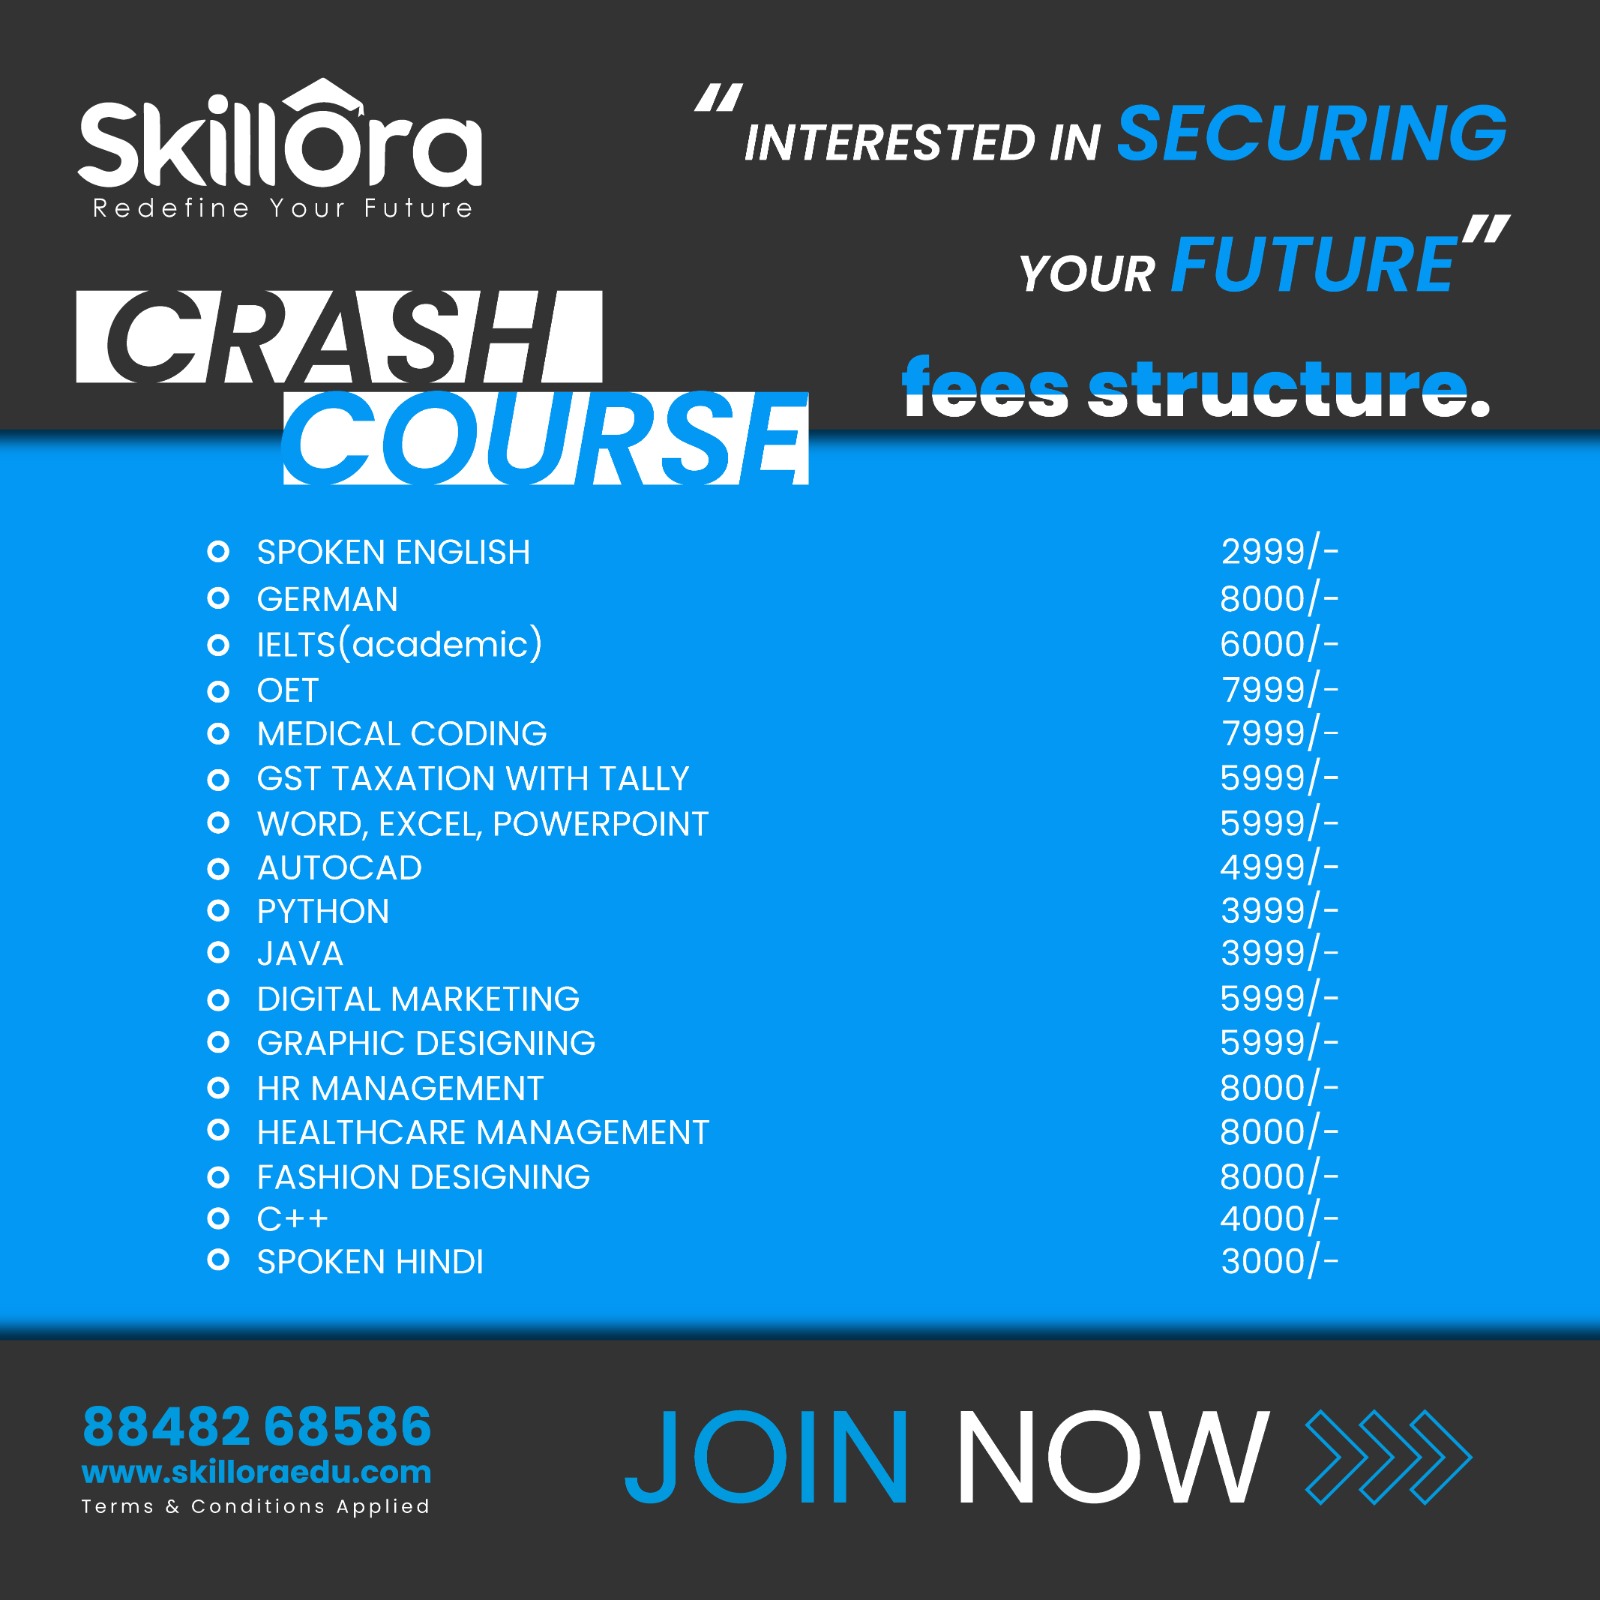 SkillOra
Redefine Your Future
“INTERESTED IN SECURING
YOUR FUTURE”
CRASH
COURSE
fees structure.
SPOKEN ENGLISH 2999/-
GERMAN 8000/-
IELTS(academic) 6000/-
OET 7999/-
MEDICAL CODING 7999/-
GST TAXATION WITH TALLY 5999/-
WORD, EXCEL, POWERPOINT 5999/-
AUTOCAD 4999/-
PYTHON 3999/-
JAVA 3999/-
DIGITAL MARKETING 5999/-
GRAPHIC DESIGNING 5999/-
HR MANAGEMENT 8000/-
HEALTHCARE MANAGEMENT 8000/-
FASHION DESIGNING 8000/-
C++ 4000/-
SPOKEN HINDI 3000/-
88482 68586
www.skilloraedu.com
Terms & Conditions Applied
JOIN NOW